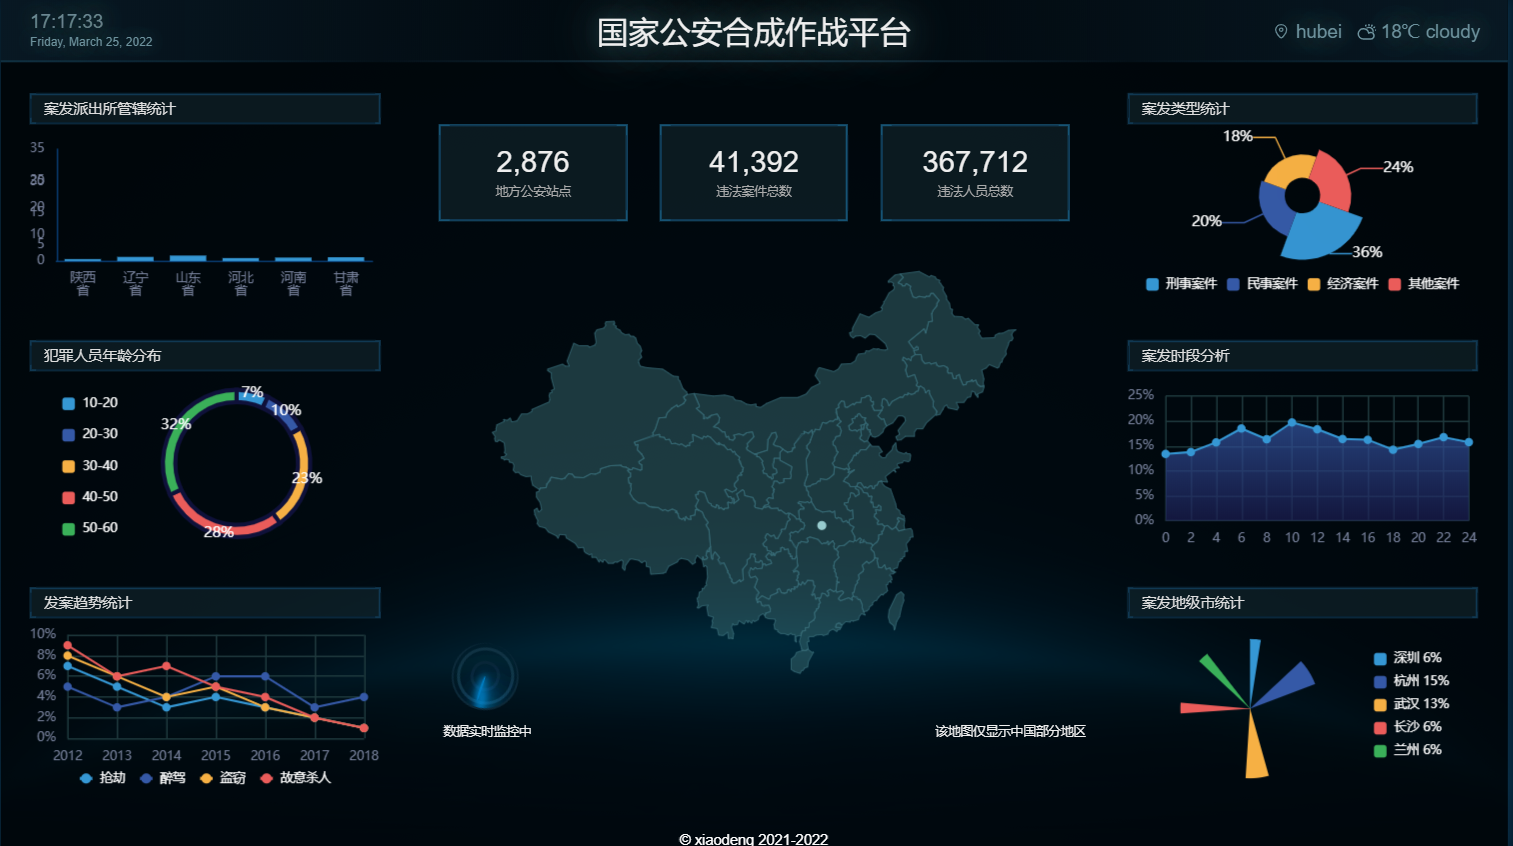 17:17:33
Friday, March 25, 2022
国家公安合成作战平台
hubei 18℃ cloudy
案发派出所管辖统计
35
20
15
10
5
0
陕西省 辽宁省 山东省 河北省 河南省 甘肃省
犯罪人员年龄分布
10-20
20-30
30-40
40-50
50-60
7%
10%
23%
28%
32%
发案趋势统计
10%
8%
6%
4%
2%
0%
2012 2013 2014 2015 2016 2017 2018
抢劫 醉驾 盗窃 故意杀人
2,876
地方公安站点
41,392
违法案件总数
367,712
违法人员总数
数据实时监控中
该地图仅显示中国部分地区
案发类型统计
18%
24%
20%
36%
刑事案件 民事案件 经济案件 其他案件
案发时段分析
25%
20%
15%
10%
5%
0%
0 2 4 6 8 10 12 14 16 18 20 22 24
案发地级市统计
深圳 6%
杭州 15%
武汉 13%
长沙 6%
兰州 6%
© xiaodeng 2021-2022